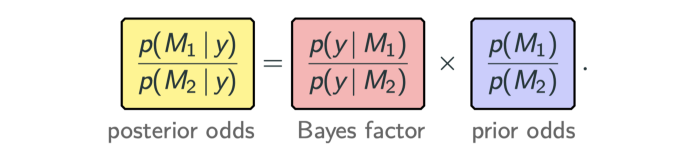 p(M₁ | y) / p(M₂ | y) = p(y | M₁) / p(y | M₂) × p(M₁) / p(M₂) .
posterior odds Bayes factor prior odds